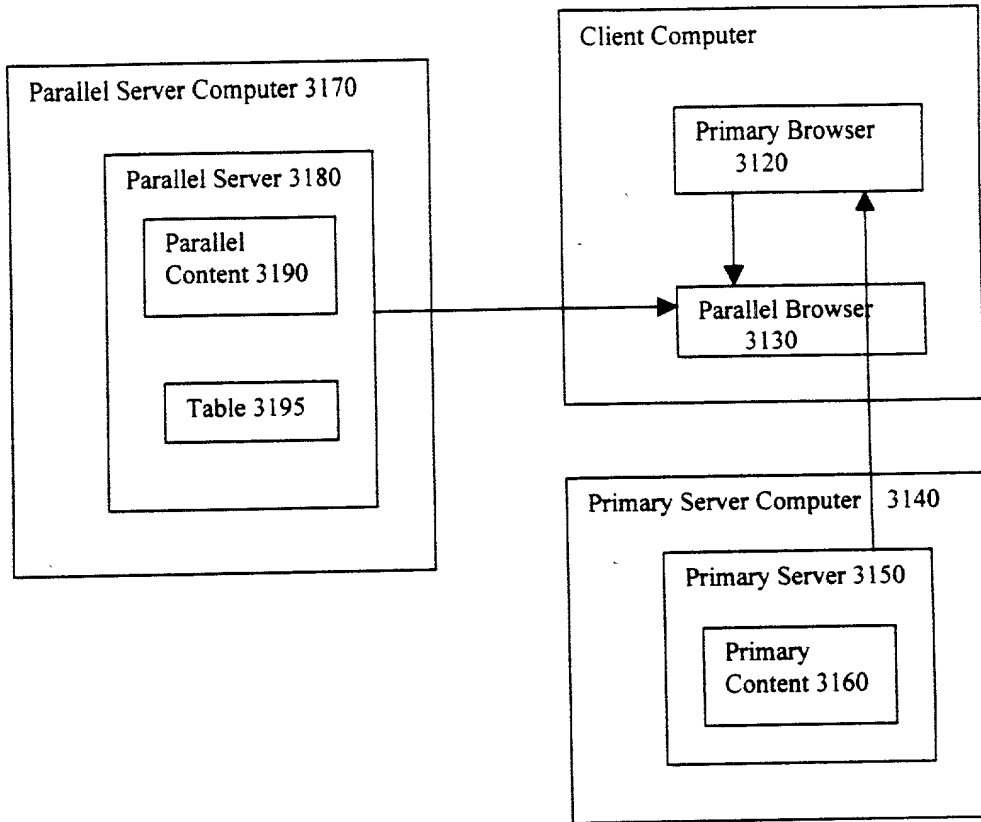 Client Computer
Primary Browser
3120
Parallel Browser
3130
Parallel Server Computer 3170
Parallel Server 3180
Parallel
Content 3190
Table 3195
Primary Server Computer 3140
Primary Server 3150
Primary
Content 3160